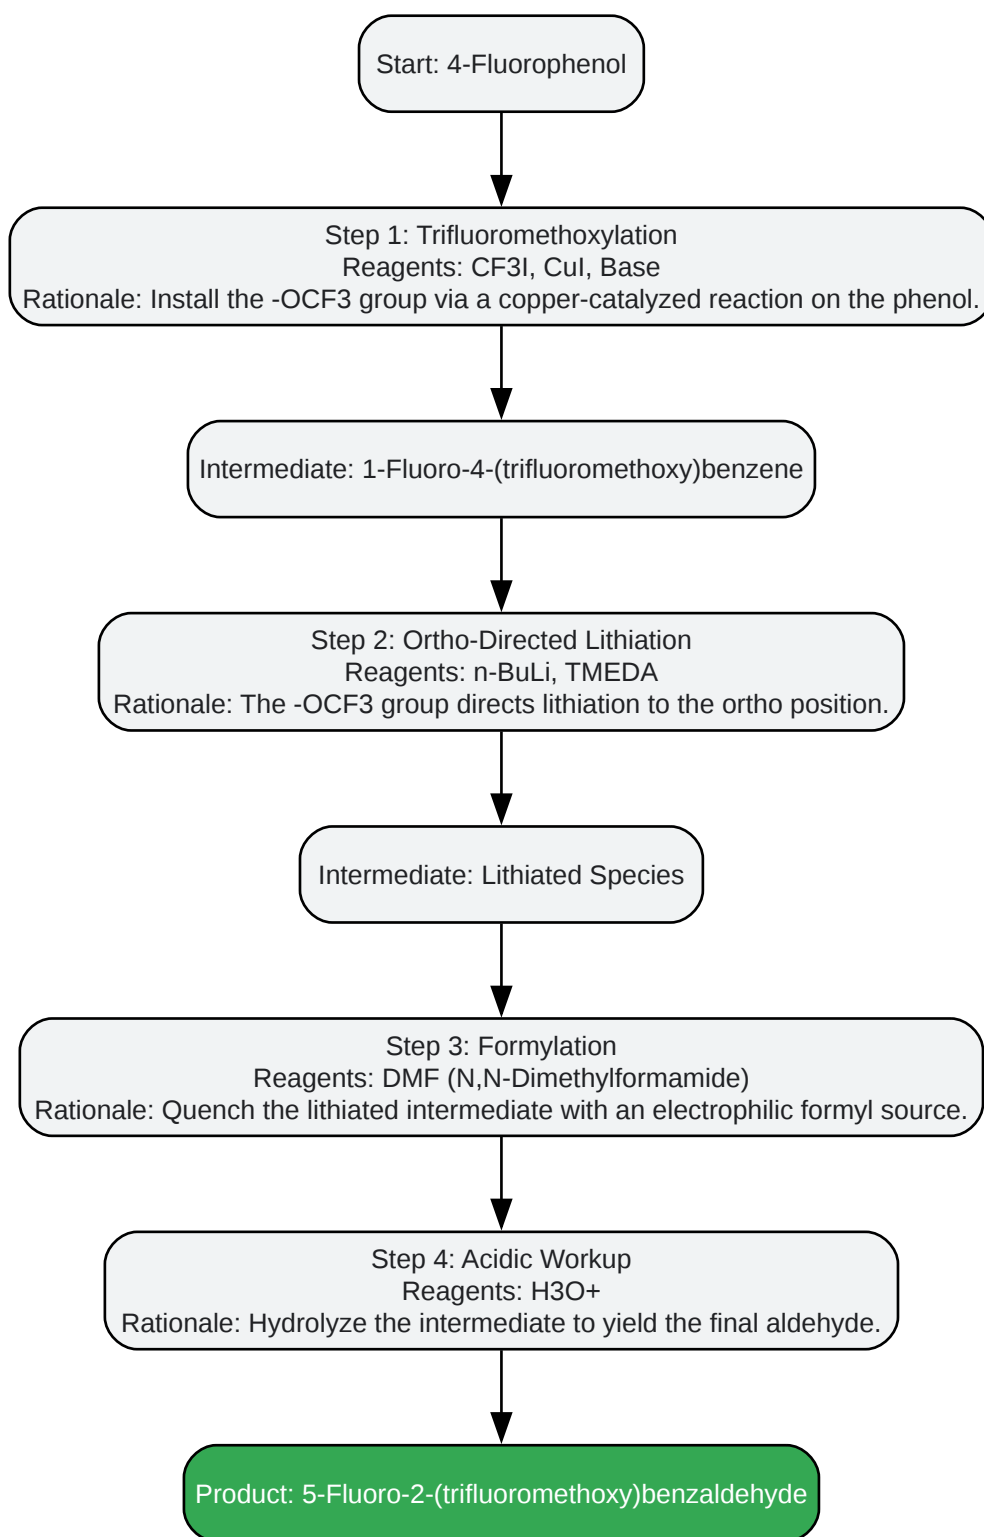 Start: 4-Fluorophenol
Step 1: Trifluoromethoxylation
Reagents: CF3I, CuI, Base
Rationale: Install the -OCF3 group via a copper-catalyzed reaction on the phenol.
Intermediate: 1-Fluoro-4-(trifluoromethoxy)benzene
Step 2: Ortho-Directed Lithiation
Reagents: n-BuLi, TMEDA
Rationale: The -OCF3 group directs lithiation to the ortho position.
Intermediate: Lithiated Species
Step 3: Formylation
Reagents: DMF (N,N-Dimethylformamide)
Rationale: Quench the lithiated intermediate with an electrophilic formyl source.
Step 4: Acidic Workup
Reagents: H3O+
Rationale: Hydrolyze the intermediate to yield the final aldehyde.
Product: 5-Fluoro-2-(trifluoromethoxy)benzaldehyde